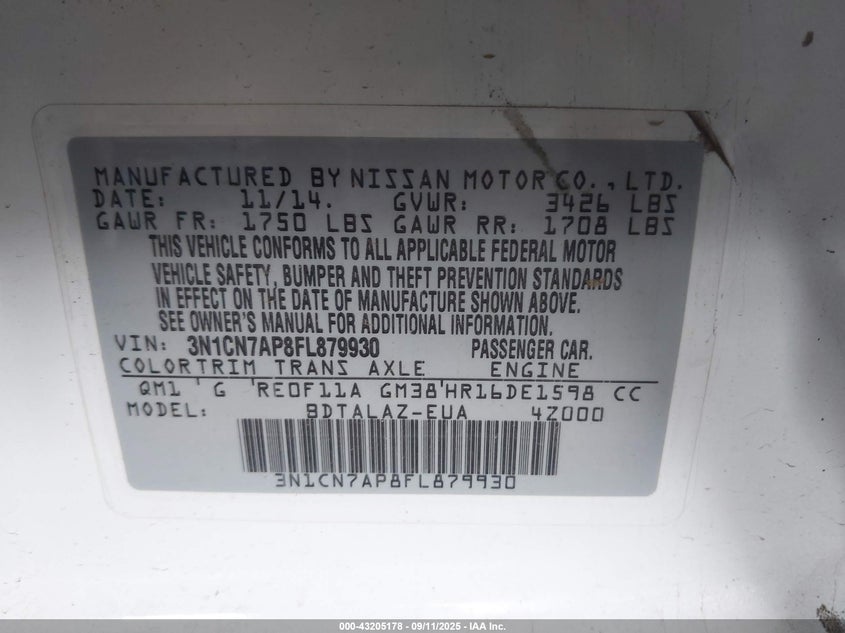 MANUFACTURED BY NISSAN MOTOR CO., LTD.
DATE: 11/14. GVWR: 3426 LBS
GAWR FR: 1750 LBS GAWR RR: 1708 LBS
THIS VEHICLE CONFORMS TO ALL APPLICABLE FEDERAL MOTOR
VEHICLE SAFETY, BUMPER AND THEFT PREVENTION STANDARDS
IN EFFECT ON THE DATE OF MANUFACTURE SHOWN ABOVE.
SEE OWNER'S MANUAL FOR ADDITIONAL INFORMATION.
VIN: 3N1CN7AP8FL879930 PASSENGER CAR.
COLOR TRIM TRANS AXLE ENGINE
QM1 ' G 'RE0F11A GM38'HR16DE1598 CC
MODEL: BDTALAZ-EUA 4Z000
3N1CN7AP8FL879930
000-43205178 - 09/11/2025 - IAA Inc.